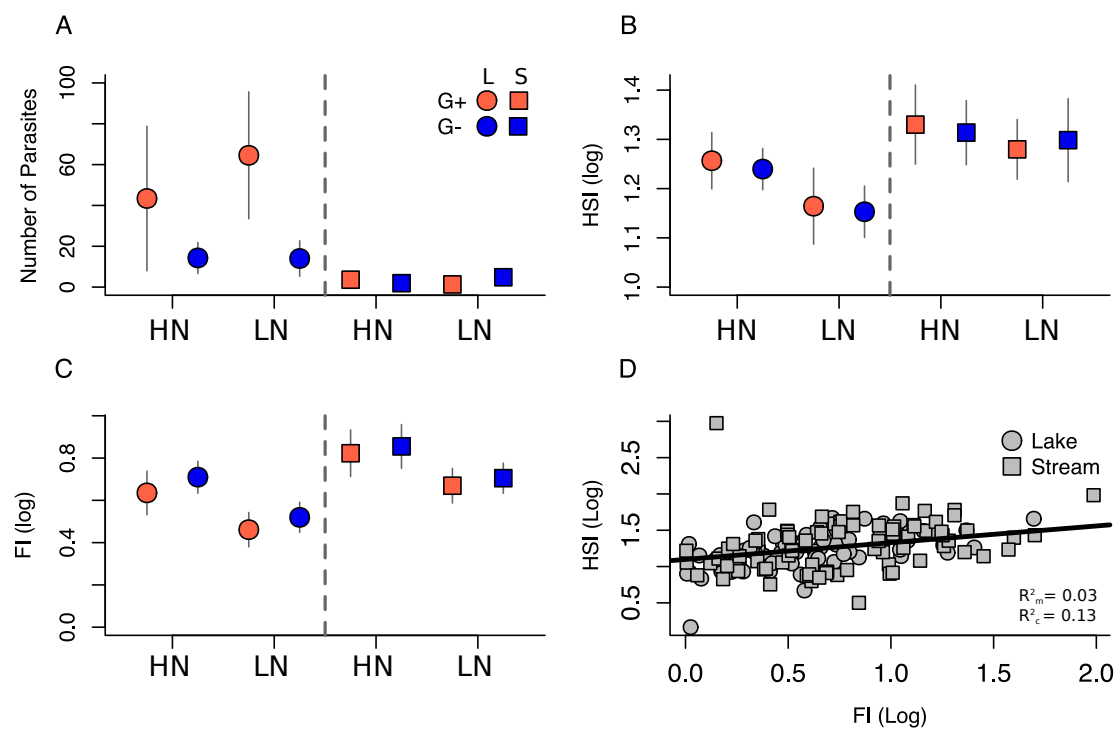 A
Number of Parasites
0
20
60
100
L S
G+
G-
HN LN HN LN
B
HSI (log)
1.0
1.1
1.2
1.3
1.4
HN LN HN LN
C
FI (log)
0.0
0.4
0.8
HN LN HN LN
D
HSI (Log)
0.5
1.5
2.5
Lake
Stream
R²ₘ = 0.03
R²c = 0.13
0.0 0.5 1.0 1.5 2.0
FI (Log)